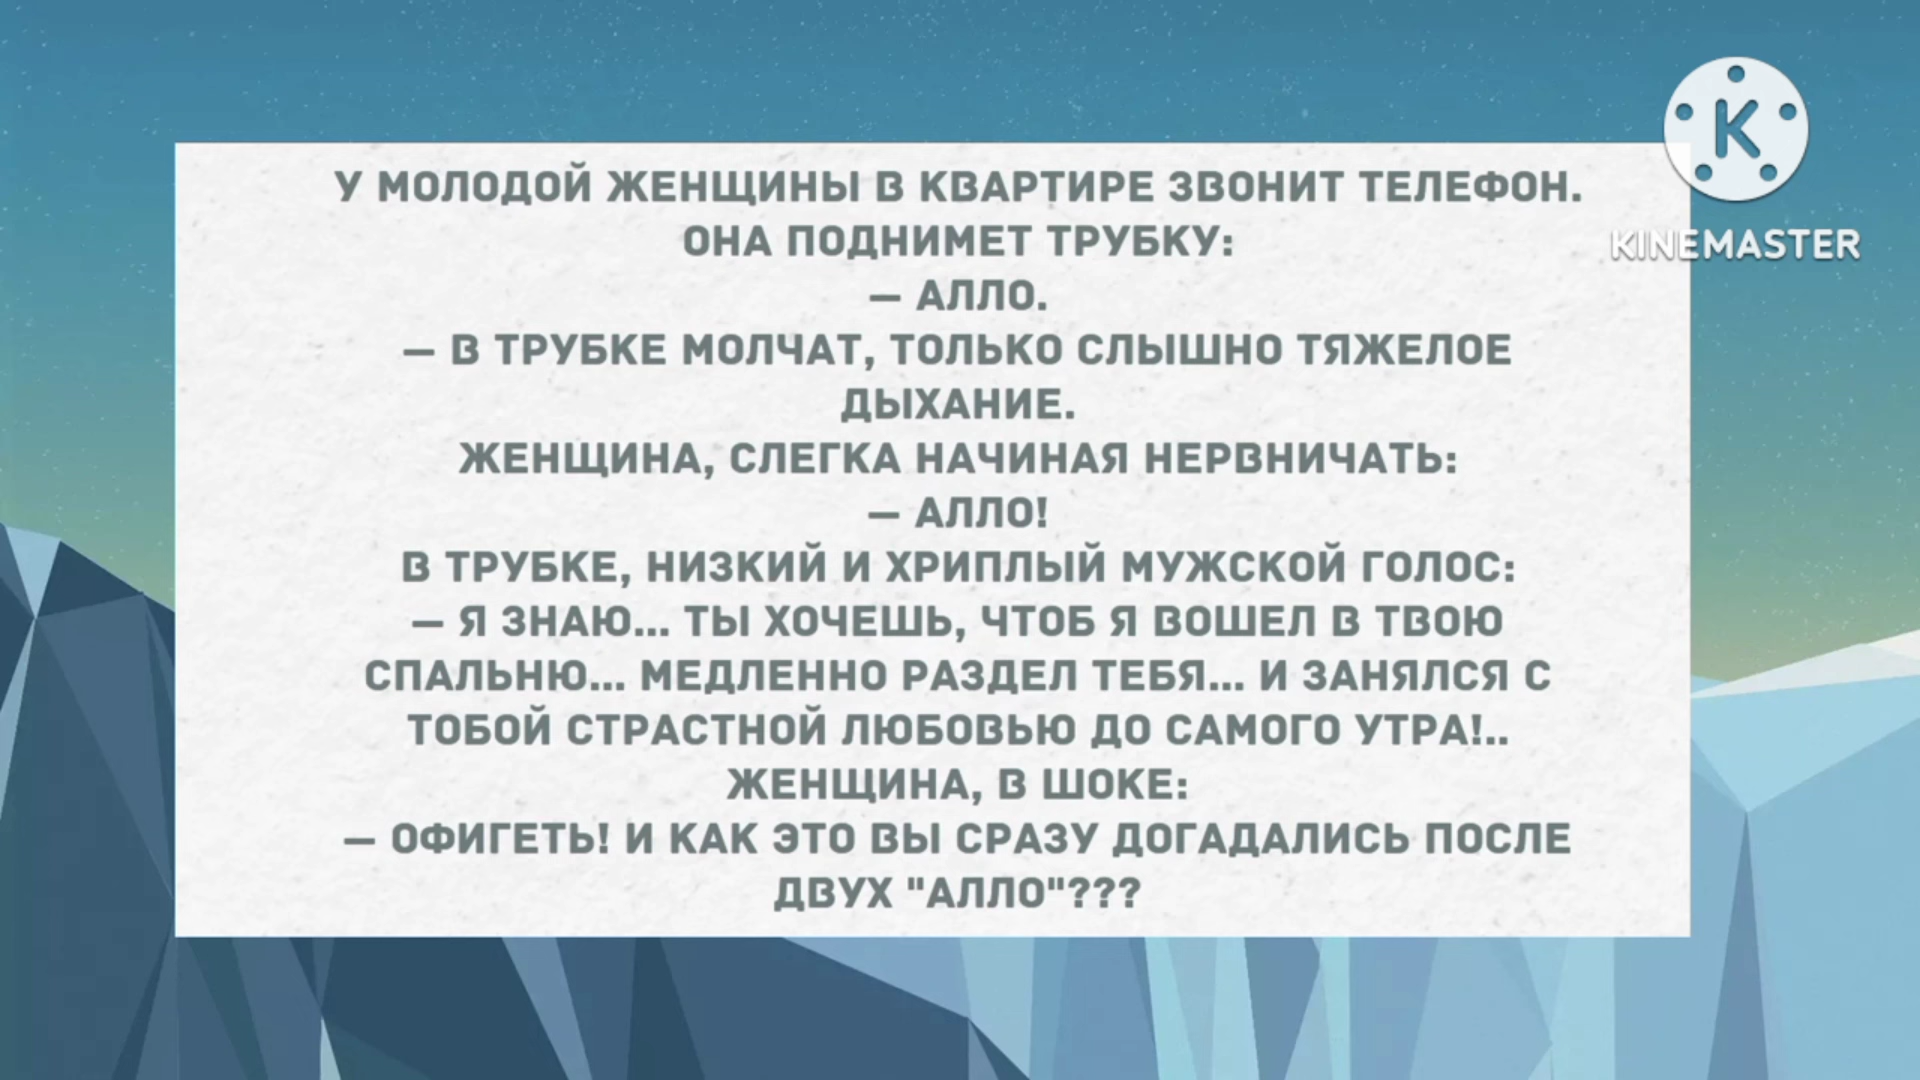 У МОЛОДОЙ ЖЕНЩИНЫ В КВАРТИРЕ ЗВОНИТ ТЕЛЕФОН.
ОНА ПОДНИМЕТ ТРУБКУ:
— АЛЛО.
— В ТРУБКЕ МОЛЧАТ, ТОЛЬКО СЛЫШНО ТЯЖЕЛОЕ
ДЫХАНИЕ.
ЖЕНЩИНА, СЛЕГКА НАЧИНАЯ НЕРВНИЧАТЬ:
— АЛЛО!
В ТРУБКЕ, НИЗКИЙ И ХРИПЛЫЙ МУЖСКОЙ ГОЛОС:
— Я ЗНАЮ... ТЫ ХОЧЕШЬ, ЧТОБ Я ВОШЕЛ В ТВОЮ
СПАЛЬНЮ... МЕДЛЕННО РАЗДЕЛ ТЕБЯ... И ЗАНЯЛСЯ С
ТОБОЙ СТРАСТНОЙ ЛЮБОВЬЮ ДО САМОГО УТРА!..
ЖЕНЩИНА, В ШОКЕ:
— ОФИГЕТЬ! И КАК ЭТО ВЫ СРАЗУ ДОГАДАЛИСЬ ПОСЛЕ
ДВУХ "АЛЛО"???
K
KINEMASTER